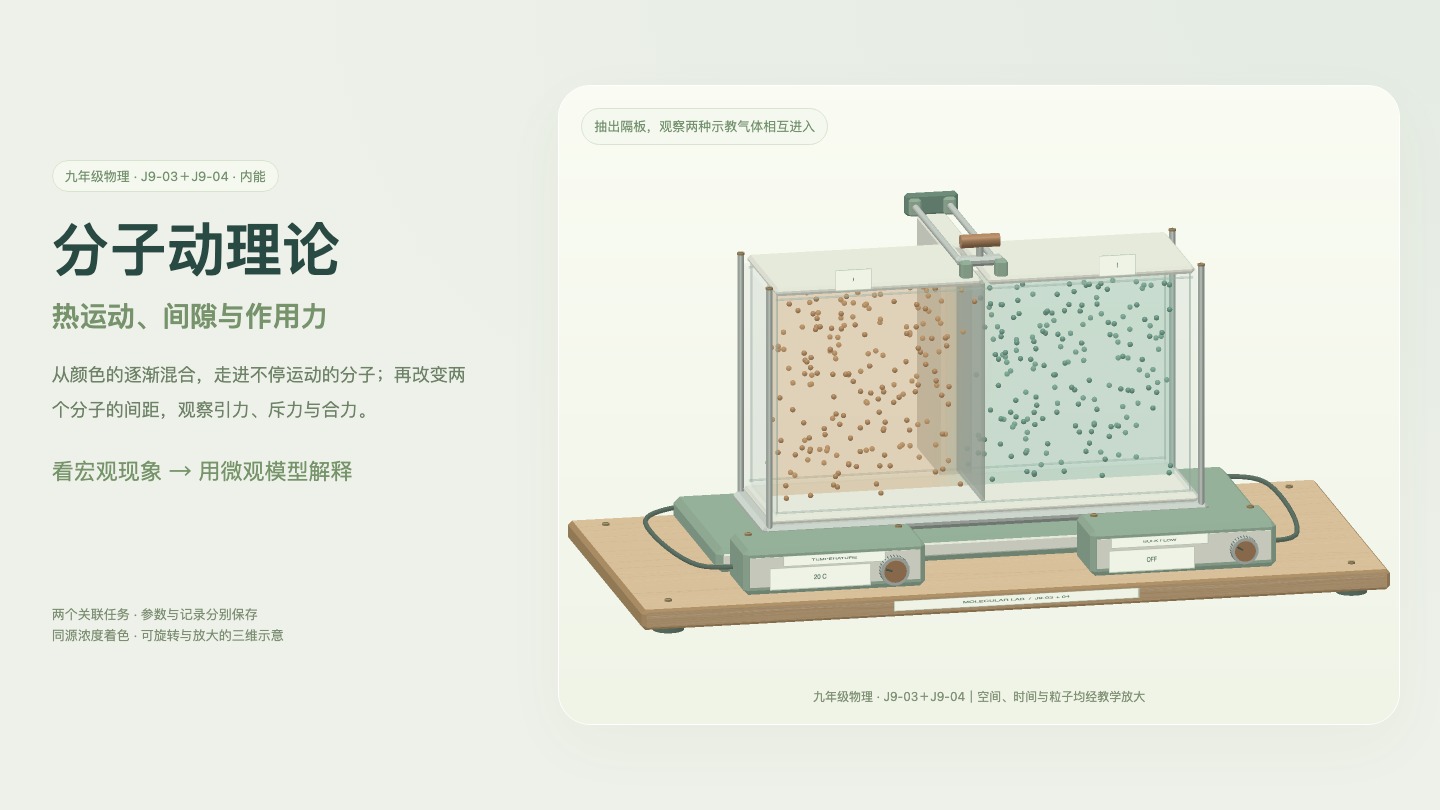 九年级物理 · J9-03＋J9-04 · 内能
分子动理论
热运动、间隙与作用力
从颜色的逐渐混合，走进不停运动的分子；再改变两
个分子的间距，观察引力、斥力与合力。
看宏观现象 → 用微观模型解释
两个关联任务 · 参数与记录分别保存
同源浓度着色 · 可旋转与放大的三维示意
抽出隔板，观察两种示教气体相互进入
TEMPERATURE
20 C
OFF
MOLECULAR LAB / J9-03 + 04
九年级物理 · J9-03＋J9-04｜空间、时间与粒子均经教学放大